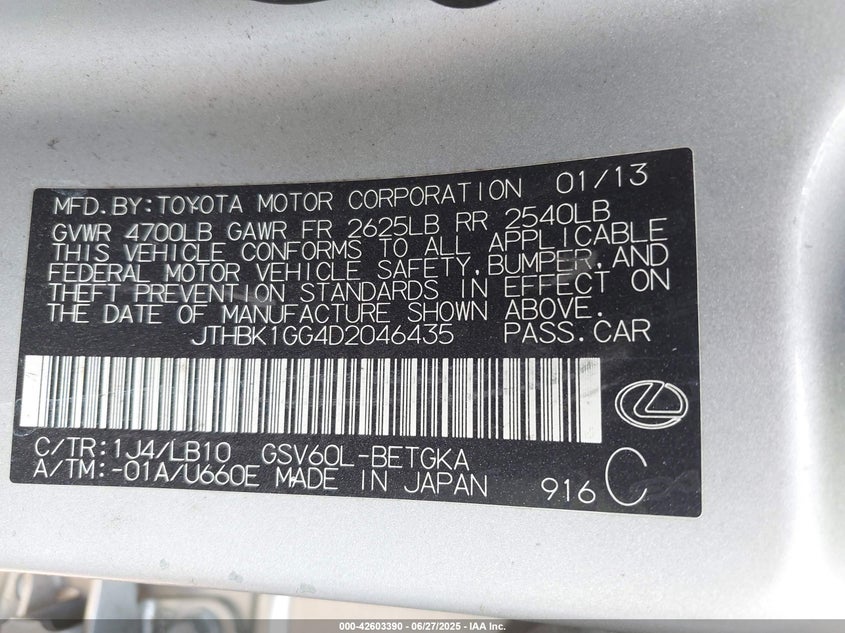 MFD.BY:TOYOTA MOTOR CORPORATION 01/13
GVWR 4700LB GAWR FR 2625LB RR 2540LB
THIS VEHICLE CONFORMS TO ALL APPLICABLE
FEDERAL MOTOR VEHICLE SAFETY,BUMPER,AND
THEFT PREVENTION STANDARDS IN EFFECT ON
THE DATE OF MANUFACTURE SHOWN ABOVE.
JTHBK1GG4D2046435 PASS.CAR
C/TR:1J4/LB10 GSV60L-BETGKA
A/TM:-01A/U660E MADE IN JAPAN 916 C
000-42603390 - 06/27/2025 - IAA Inc.